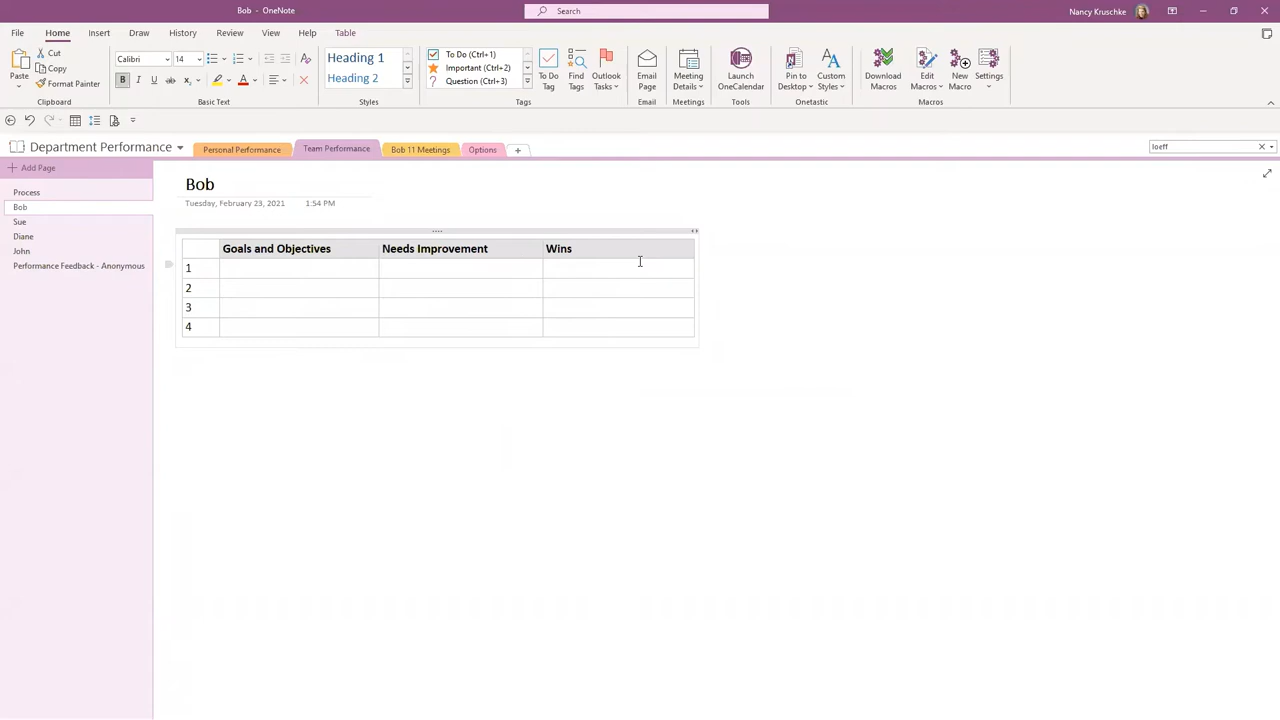 Bob - OneNote
Search
Nancy Kruschke
File Home Insert Draw History Review View Help Table
Paste
Cut
Copy
Format Painter
Clipboard
Calibri 14
B I U ab
Basic Text
Heading 1
Heading 2
Styles
To Do (Ctrl+1)
Important (Ctrl+2)
? Question (Ctrl+3)
Tags
To Do Tag
Find Tags
Outlook Tasks
Email Page
Email
Meeting Details
Meetings
Launch OneCalendar
Tools
Pin to Desktop
Custom Styles
Onetastic
Download Macros
Edit Macros
New Macro
Settings
Macros
Department Performance
Personal Performance Team Performance Bob 11 Meetings Options +
loeff
Add Page
Process
Bob
Sue
Diane
John
Performance Feedback - Anonymous
Bob
Tuesday, February 23, 2021 1:54 PM
Goals and Objectives Needs Improvement Wins
1
2
3
4